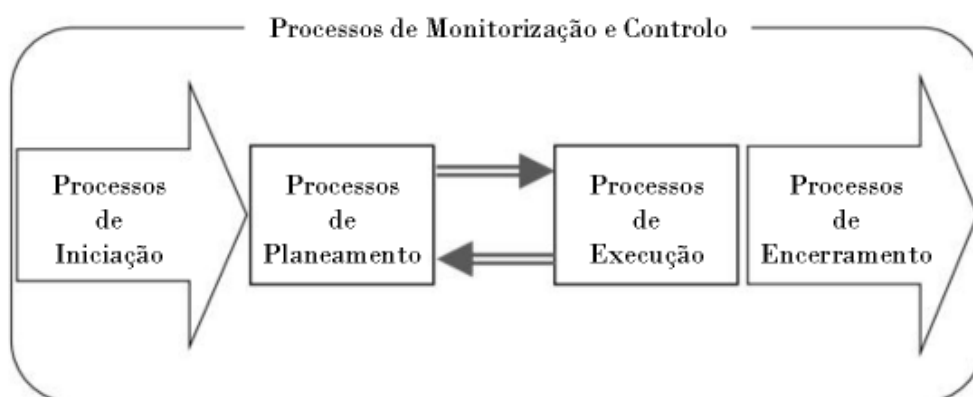 Processos de Monitorização e Controlo
Processos
de
Iniciação
Processos
de
Planeamento
Processos
de
Execução
Processos
de
Encerramento